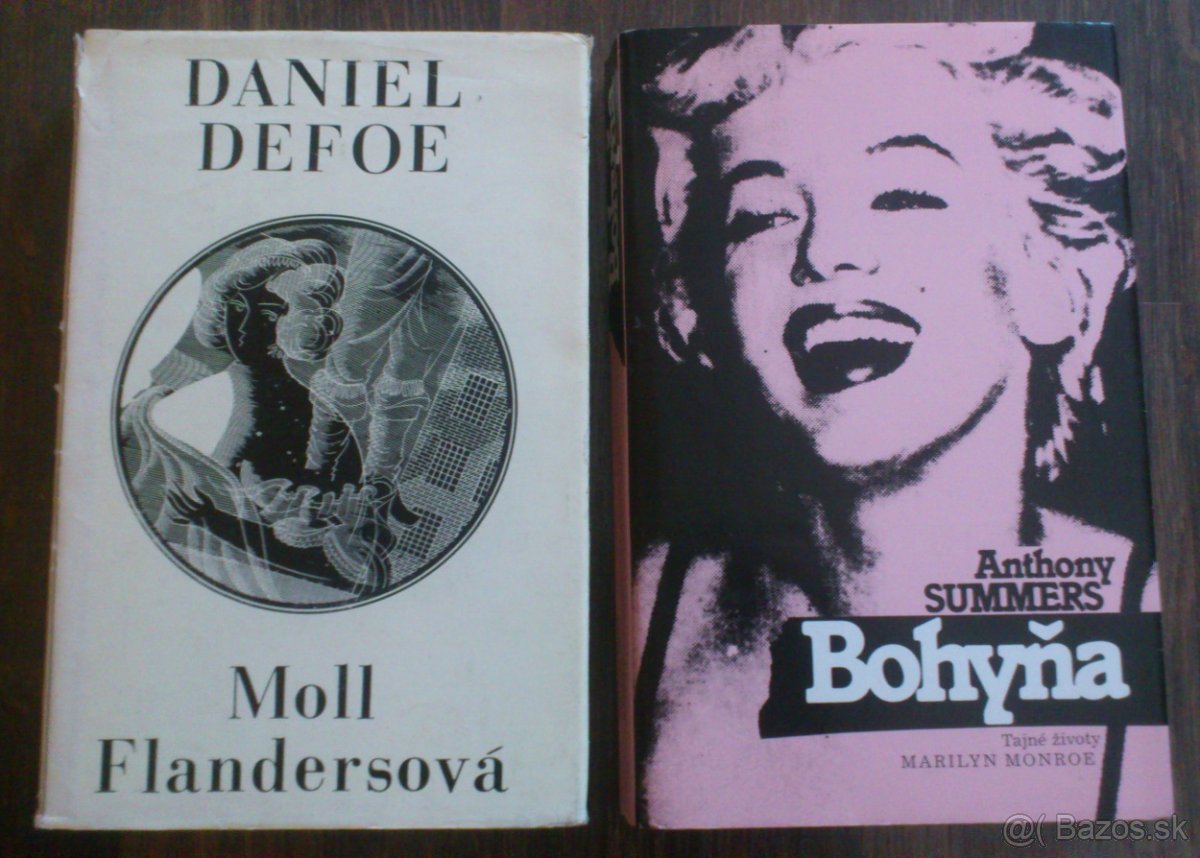 DANIEL
DEFOE
Moll
Flandersová
Anthony
SUMMERS
Bohyňa
Tajné životy
MARILYN MONROE
@( Bazos.sk